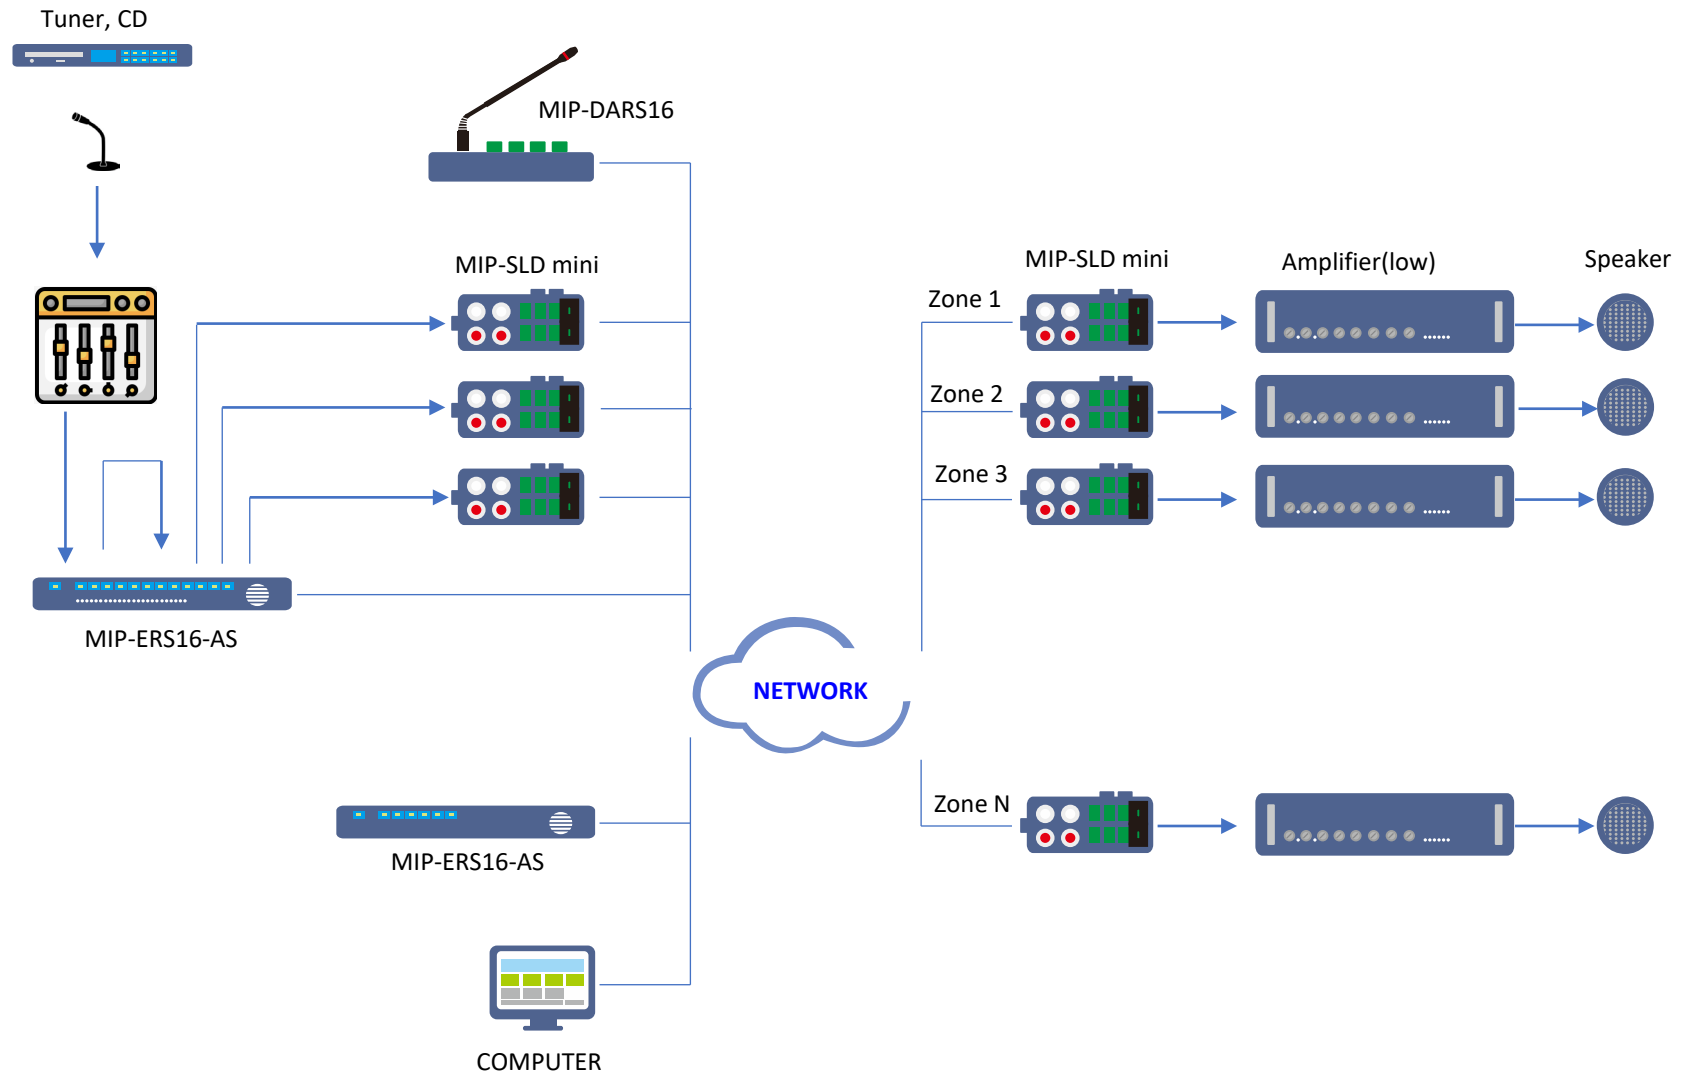 Tuner, CD
MIP-DARS16
MIP-SLD mini
MIP-ERS16-AS
NETWORK
MIP-ERS16-AS
COMPUTER
MIP-SLD mini
Amplifier(low)
Speaker
Zone 1
Zone 2
Zone 3
Zone N